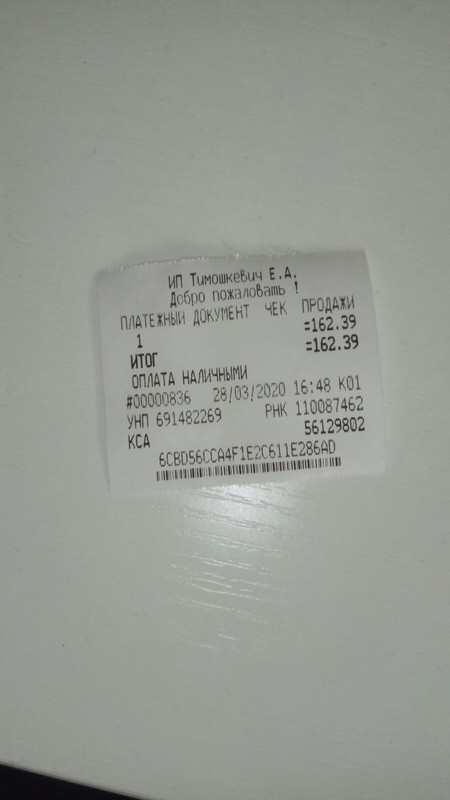 ИП Тимошкевич Е.А.
Добро пожаловать !
ПЛАТЕЖНЫЙ ДОКУМЕНТ ЧЕК ПРОДАЖИ
1 =162.39
ИТОГ =162.39
ОПЛАТА НАЛИЧНЫМИ
#00000836 28/03/2020 16:48 К01
УНП 691482269 РНК 110087462
КСА 56129802
6CBD56CCA4F1E2C611E286AD